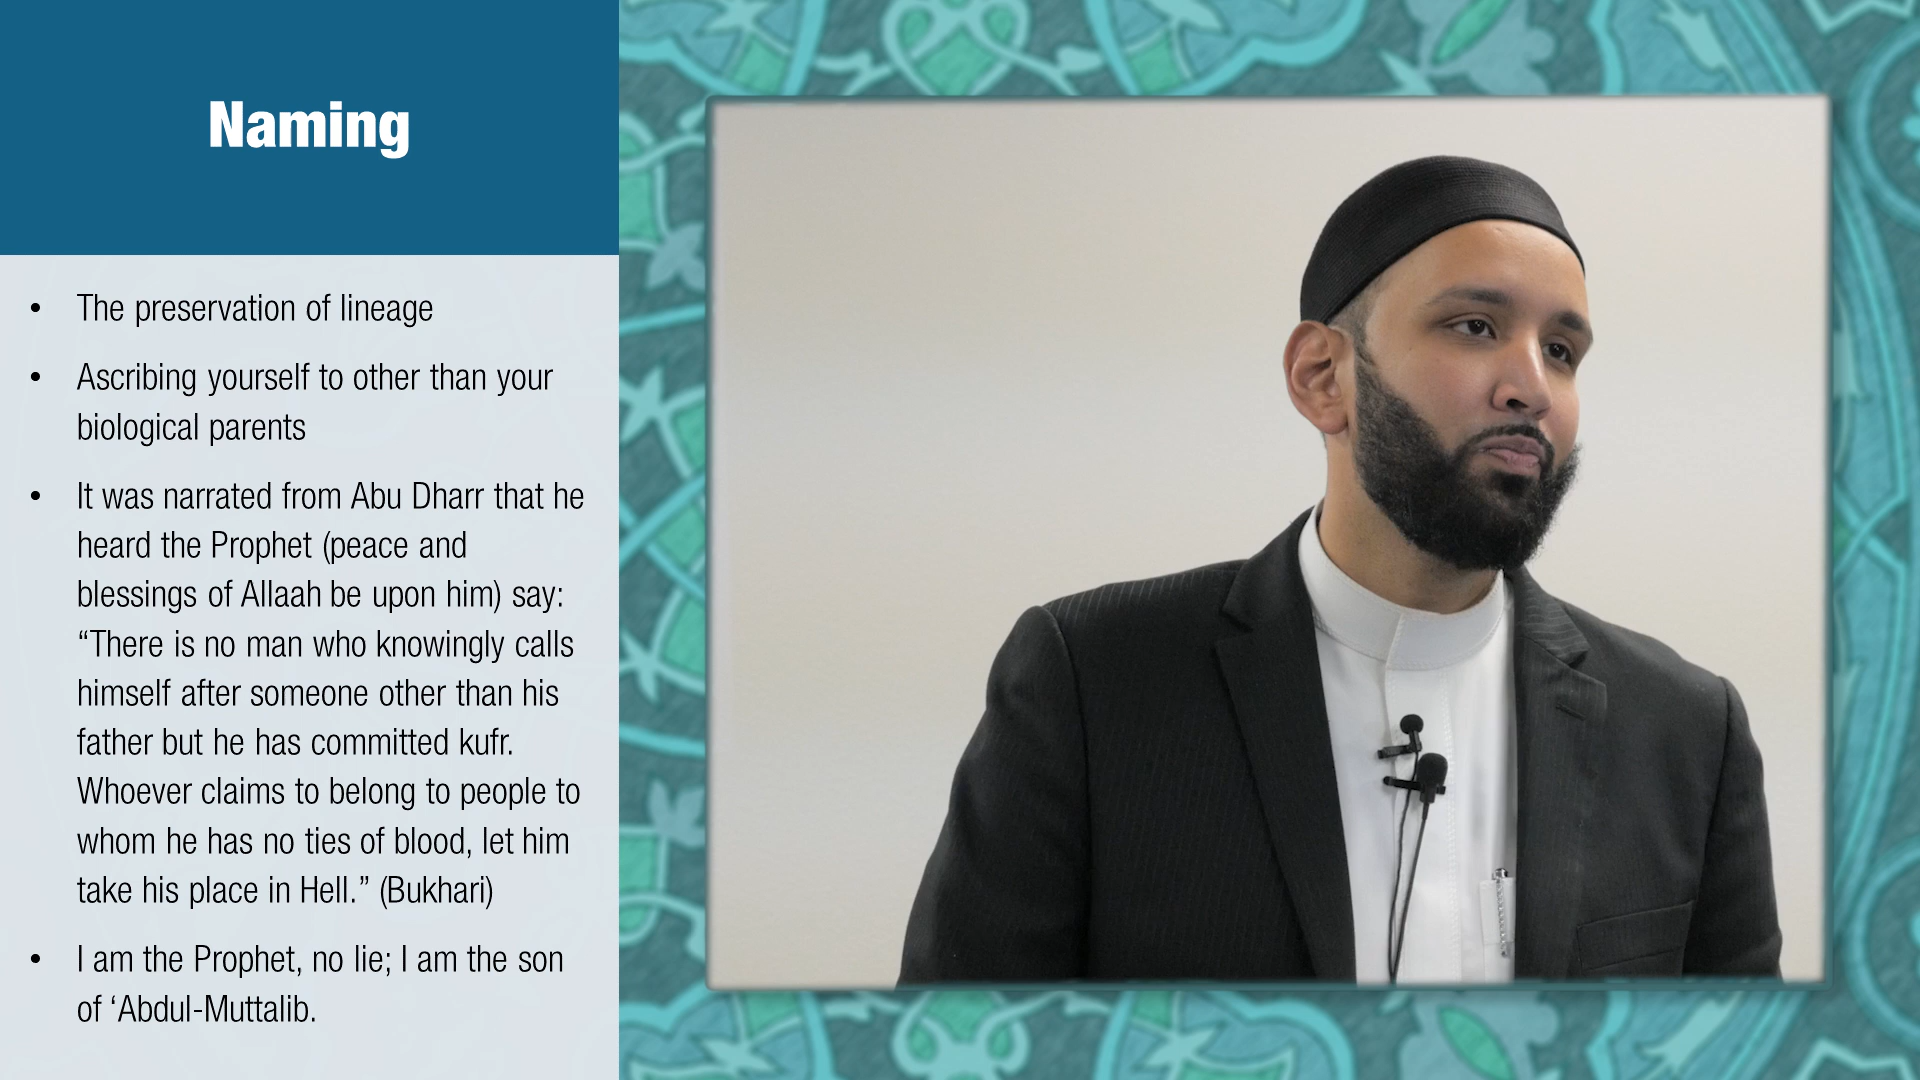 Naming
• The preservation of lineage
• Ascribing yourself to other than your
biological parents
• It was narrated from Abu Dharr that he
heard the Prophet (peace and
blessings of Allaah be upon him) say:
“There is no man who knowingly calls
himself after someone other than his
father but he has committed kufr.
Whoever claims to belong to people to
whom he has no ties of blood, let him
take his place in Hell.” (Bukhari)
• I am the Prophet, no lie; I am the son
of ‘Abdul-Muttalib.